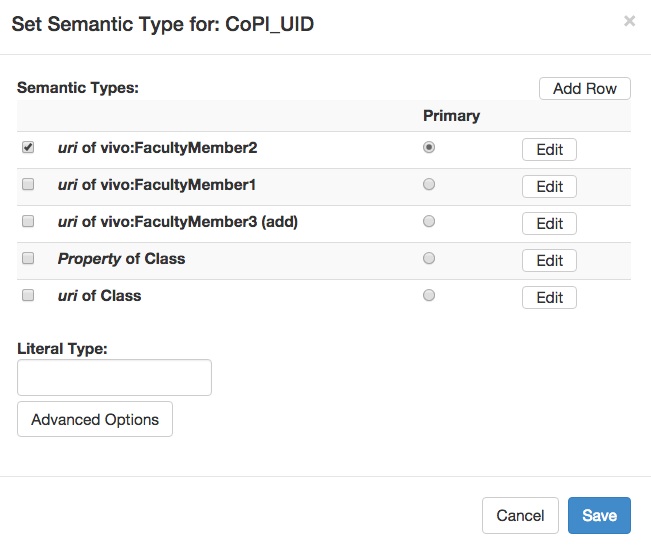 Set Semantic Type for: CoPI_UID ×
Semantic Types: Add Row
Primary
uri of vivo:FacultyMember2 Edit
uri of vivo:FacultyMember1 Edit
uri of vivo:FacultyMember3 (add) Edit
Property of Class Edit
uri of Class Edit
Literal Type:
Advanced Options
Cancel Save